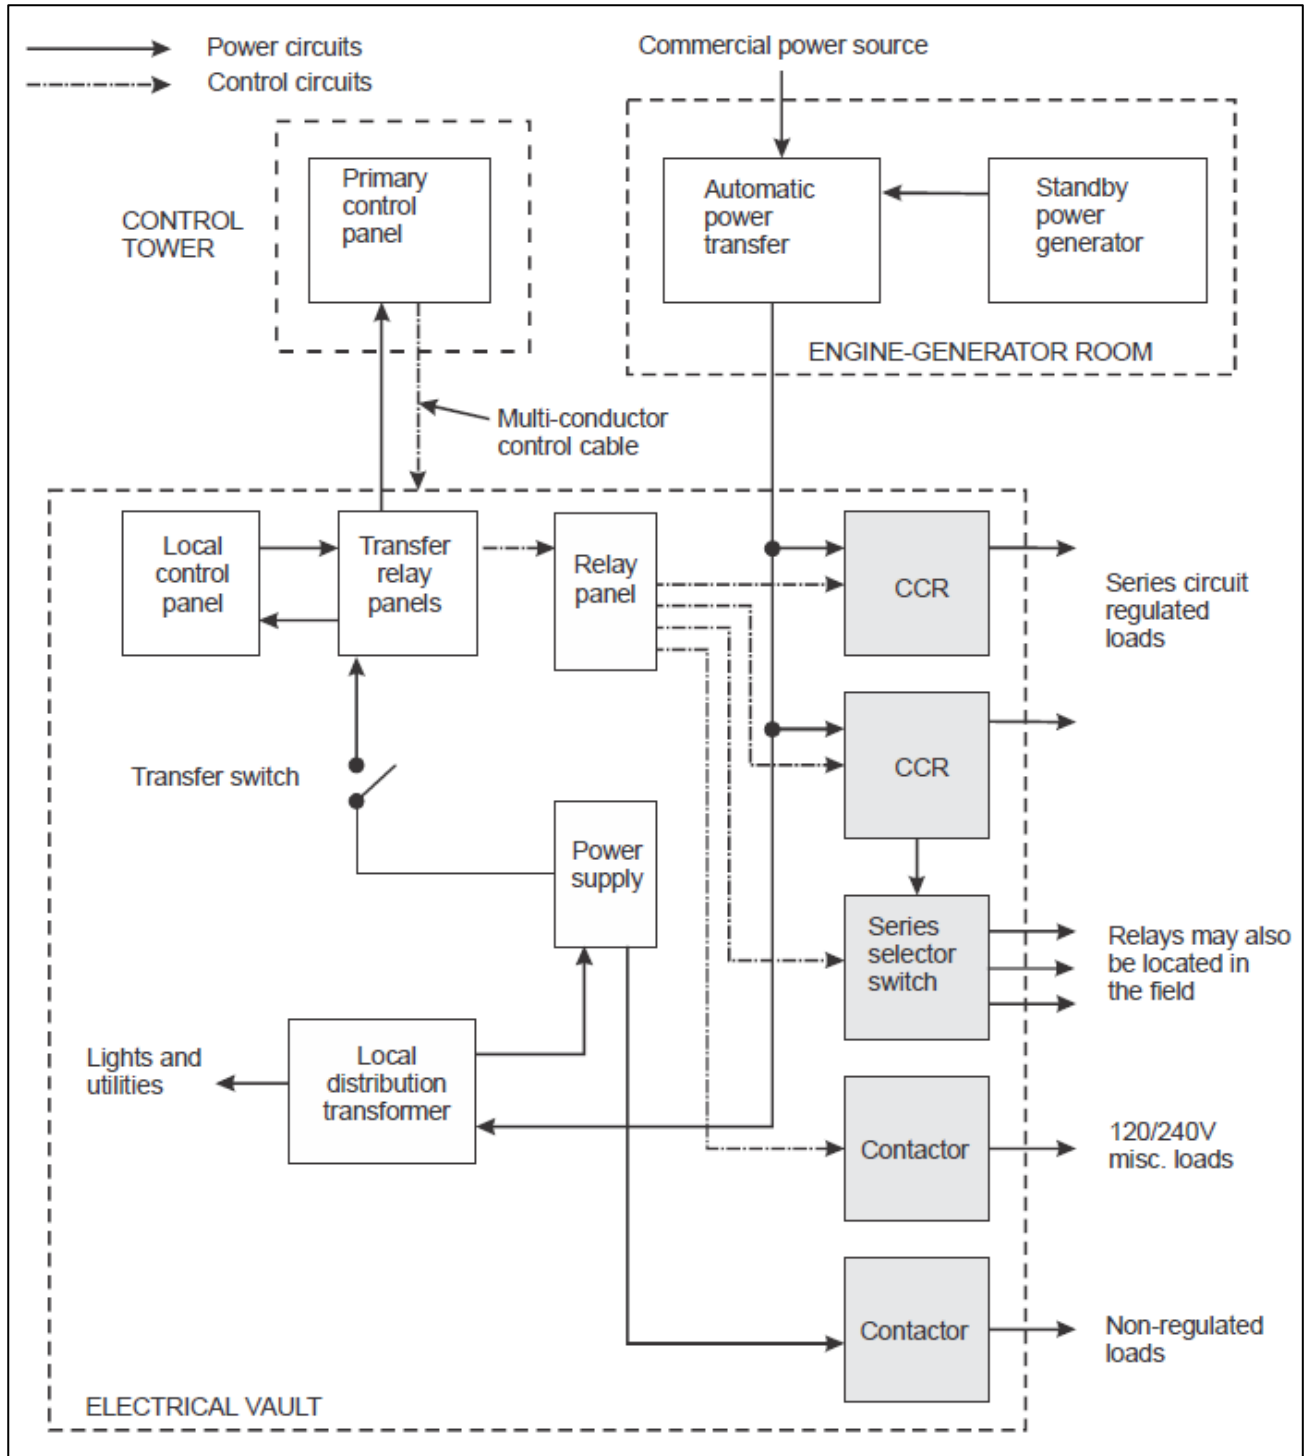 Power circuits
Control circuits
Commercial power source
CONTROL
TOWER
Primary
control
panel
Automatic
power
transfer
Standby
power
generator
ENGINE-GENERATOR ROOM
Multi-conductor
control cable
Local
control
panel
Transfer
relay
panels
Relay
panel
CCR
Series circuit
regulated
loads
Transfer switch
CCR
Power
supply
Series
selector
switch
Relays may also
be located in
the field
Lights and
utilities
Local
distribution
transformer
Contactor
120/240V
misc. loads
Contactor
Non-regulated
loads
ELECTRICAL VAULT